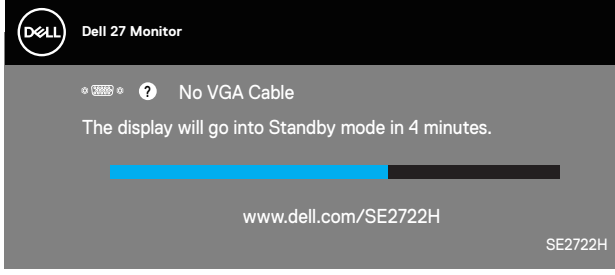 DELL
Dell 27 Monitor
? No VGA Cable
The display will go into Standby mode in 4 minutes.
www.dell.com/SE2722H
SE2722H